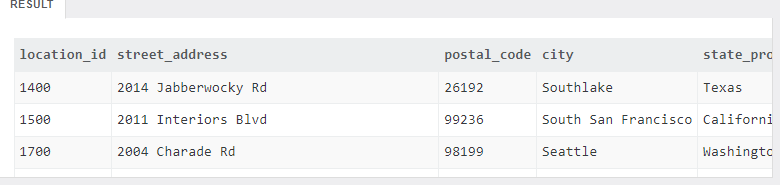 RESULT
location_id street_address postal_code city state_pro
1400 2014 Jabberwocky Rd 26192 Southlake Texas
1500 2011 Interiors Blvd 99236 South San Francisco Californi
1700 2004 Charade Rd 98199 Seattle Washingto